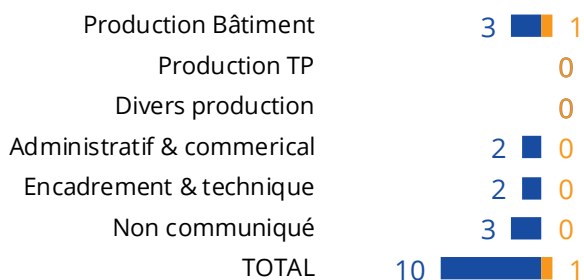 Production Bâtiment 3 1
Production TP 0
Divers production 0
Administratif & commerical 2 0
Encadrement & technique 2 0
Non communiqué 3 0
TOTAL 10 1